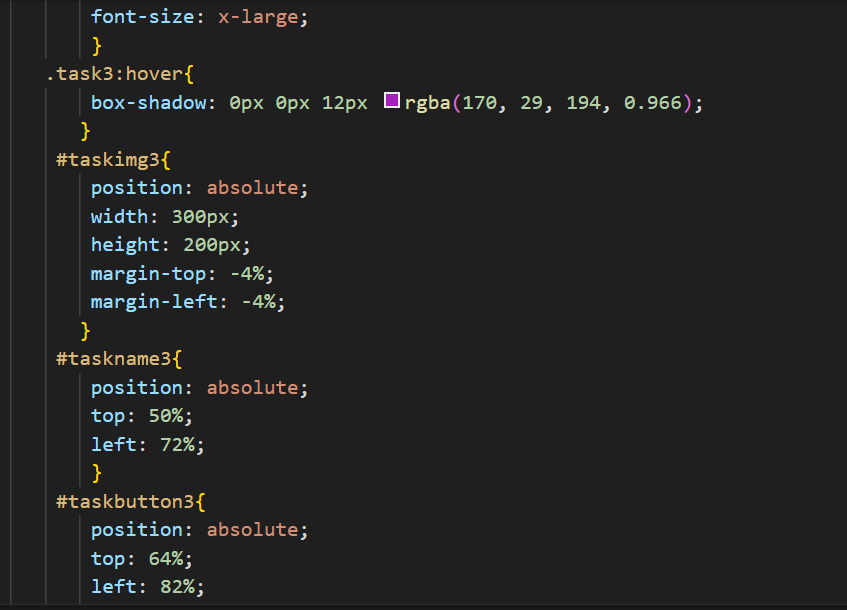 font-size: x-large;
}
.task3:hover{
box-shadow: 0px 0px 12px rgba(170, 29, 194, 0.966);
}
#taskimg3{
position: absolute;
width: 300px;
height: 200px;
margin-top: -4%;
margin-left: -4%;
}
#taskname3{
position: absolute;
top: 50%;
left: 72%;
}
#taskbutton3{
position: absolute;
top: 64%;
left: 82%;